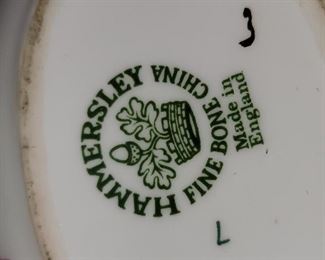 HAMMERSLEY
FINE BONE CHINA
Made in
England
3
L